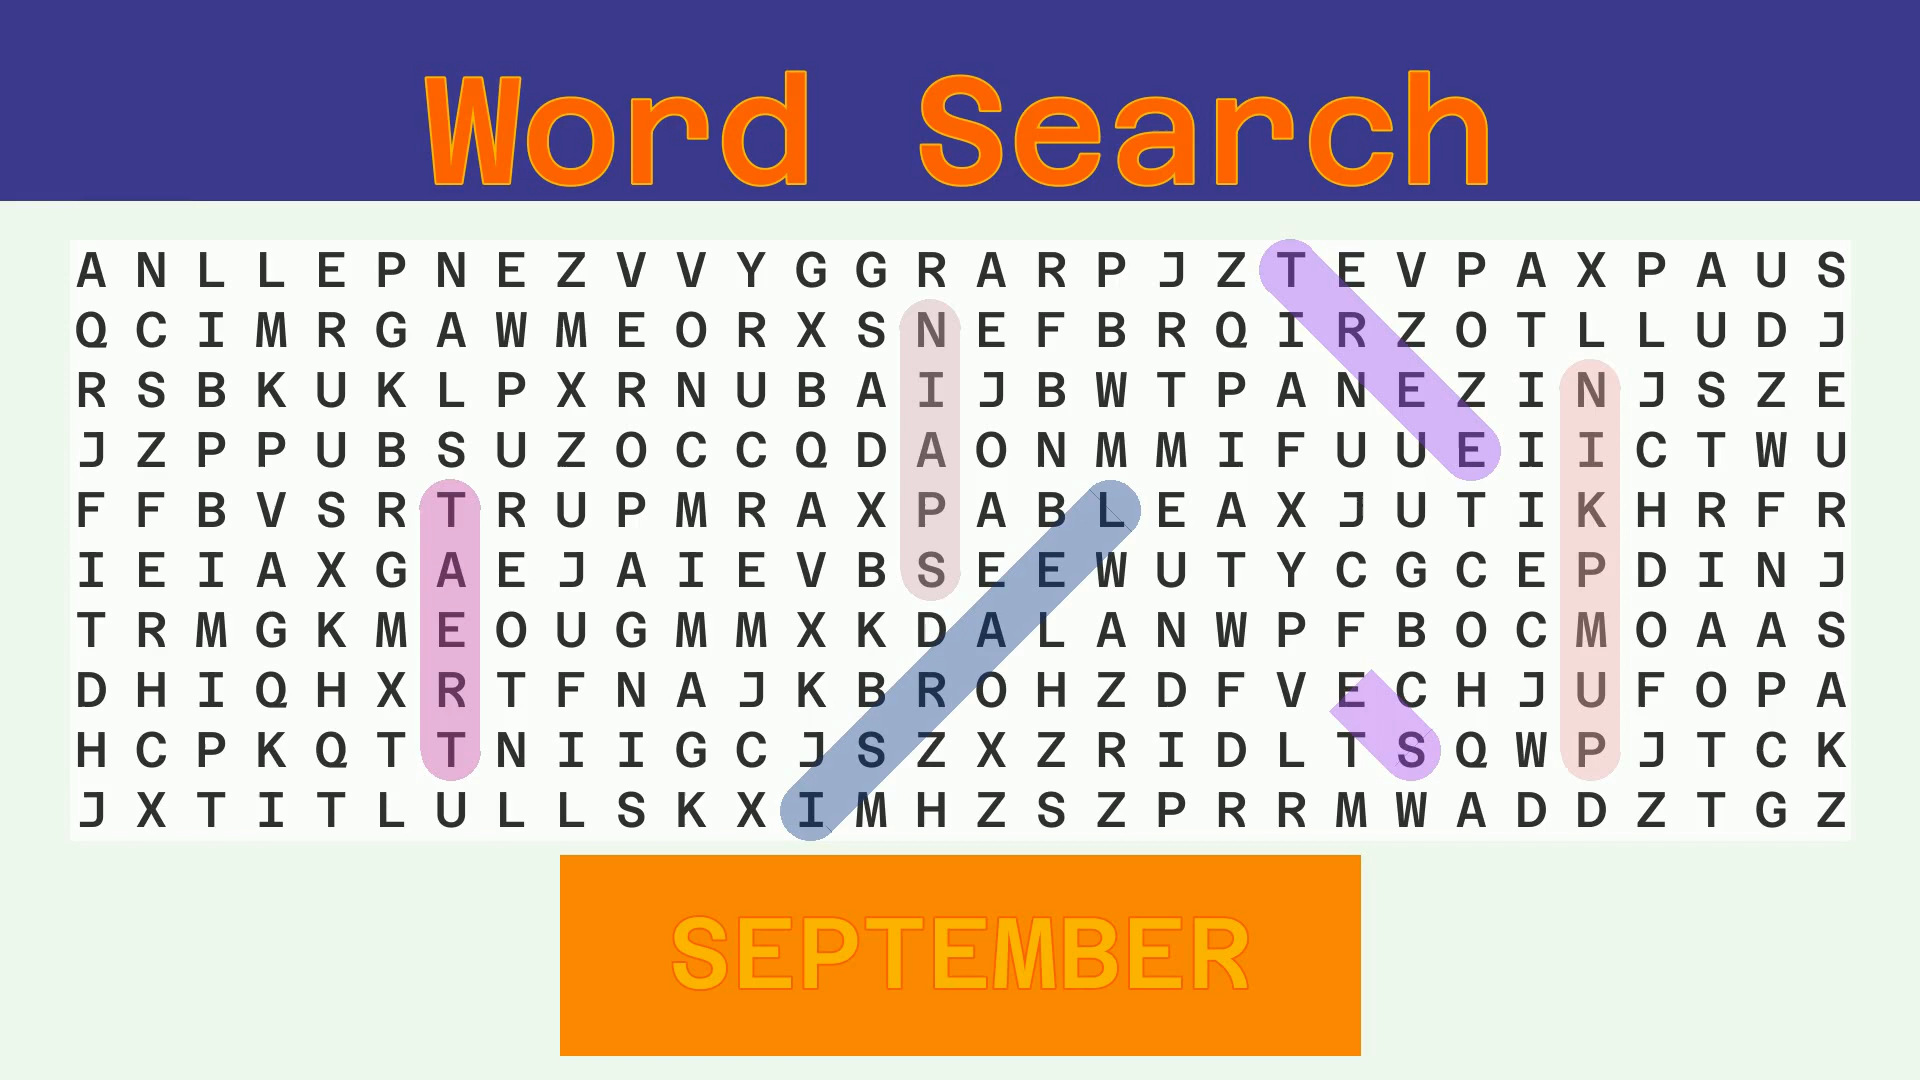 Word Search
A N L L E P N E Z V V Y G G R A R P J Z T E V P A X P A U S
Q C I M R G A W M E O R X S N E F B R Q I R Z O T L L U D J
R S B K U K L P X R N U B A I J B W T P A N E Z I N J S Z E
J Z P P U B S U Z O C C Q D A O N M M I F U U E I I C T W U
F F B V S R T R U P M R A X P A B L E A X J U T I K H R F R
I E I A X G A E J A I E V B S E E W U T Y C G C E P D I N J
T R M G K M E O U G M M X K D A L A N W P F B O C M O A A S
D H I Q H X R T F N A J K B R O H Z D F V E C H J U F O P A
H C P K Q T T N I I G C J S Z X Z R I D L T S Q W P J T C K
J X T I T L U L L S K X I M H Z S Z P R R M W A D D Z T G Z
SEPTEMBER